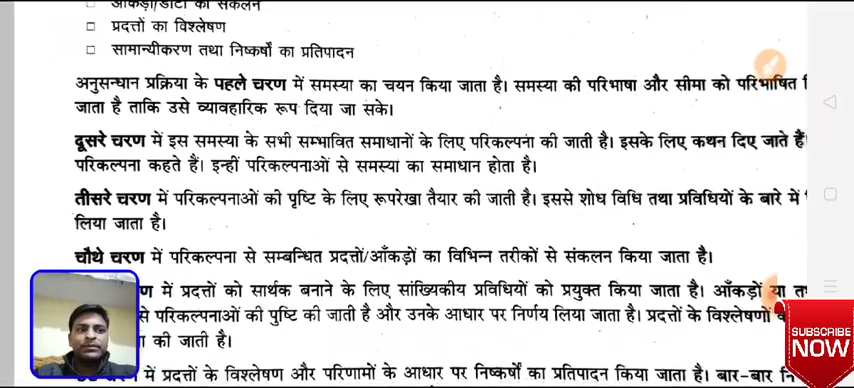 आंकड़ों/डाटा का संकलन
□ प्रदत्तों का विश्लेषण
□ सामान्यीकरण तथा निष्कर्षों का प्रतिपादन
अनुसन्धान प्रक्रिया के पहले चरण में समस्या का चयन किया जाता है। समस्या की परिभाषा और सीमा को परिभाषित
जाता है ताकि उसे व्यावहारिक रूप दिया जा सके।
दूसरे चरण में इस समस्या के सभी सम्भावित समाधानों के लिए परिकल्पना की जाती है। इसके लिए कथन दिए जाते हैं
परिकल्पना कहते हैं। इन्हीं परिकल्पनाओं से समस्या का समाधान होता है।
तीसरे चरण में परिकल्पनाओं की पुष्टि के लिए रूपरेखा तैयार की जाती है। इससे शोध विधि तथा प्रविधियों के बारे में
लिया जाता है।
चौथे चरण में परिकल्पना से सम्बन्धित प्रदत्तों/आँकड़ों का विभिन्न तरीकों से संकलन किया जाता है।
में प्रदत्तों को सार्थक बनाने के लिए सांख्यिकीय प्रविधियों को प्रयुक्त किया जाता है। आँकड़ों या
से परिकल्पनाओं की पुष्टि की जाती है और उनके आधार पर निर्णय लिया जाता है। प्रदत्तों के विश्लेषणों
की जाती है।
में प्रदत्तों के विश्लेषण और परिणामों के आधार पर निष्कर्षों का प्रतिपादन किया जाता है। बार-बार
SUBSCRIBE
NOW